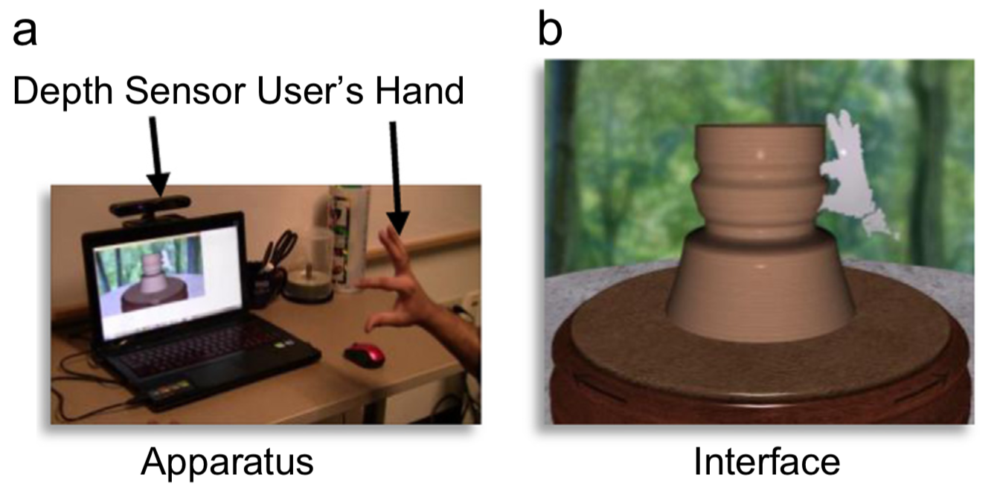 a
b
Depth Sensor User's Hand
Apparatus
Interface